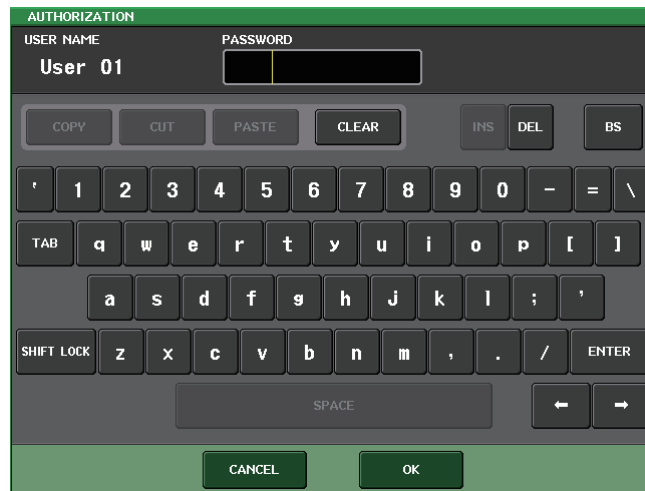 AUTHORIZATION
USER NAME PASSWORD
User 01
COPY CUT PASTE CLEAR INS DEL BS
' 1 2 3 4 5 6 7 8 9 0 - = \
TAB q w e r t y u i o p [ ]
a s d f g h j k l ; '
SHIFT LOCK z x c v b n m , . / ENTER
SPACE ← →
CANCEL OK